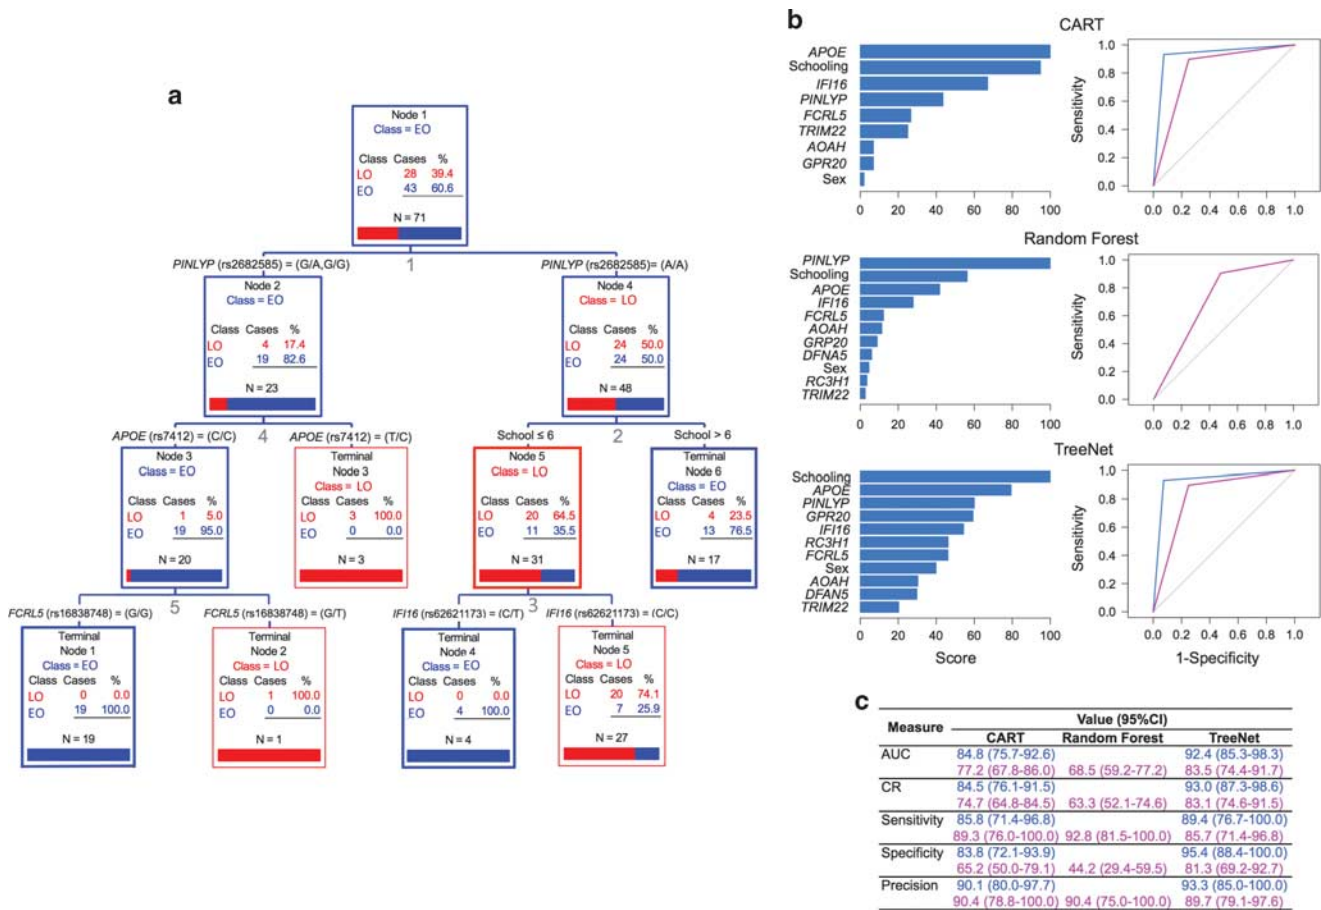 a
Node 1
Class = EO
Class Cases %
LO 28 39.4
EO 43 60.6
N = 71
1
PINLYP (rs2682585) = (G/A,G/G)
PINLYP (rs2682585)= (A/A)
Node 2
Class = EO
Class Cases %
LO 4 17.4
EO 19 82.6
N = 23
Node 4
Class = LO
Class Cases %
LO 24 50.0
EO 24 50.0
N = 48
4
2
APOE (rs7412) = (C/C)
APOE (rs7412) = (T/C)
School ≤ 6
School > 6
Node 3
Class = EO
Class Cases %
LO 1 5.0
EO 19 95.0
N = 20
Terminal
Node 3
Class = LO
Class Cases %
LO 3 100.0
EO 0 0.0
N = 3
Node 5
Class = LO
Class Cases %
LO 20 64.5
EO 11 35.5
N = 31
Terminal
Node 6
Class = EO
Class Cases %
LO 4 23.5
EO 13 76.5
N = 17
5
3
FCRL5 (rs16838748) = (G/G)
FCRL5 (rs16838748) = (G/T)
IFI16 (rs62621173) = (C/T)
IFI16 (rs62621173) = (C/C)
Terminal
Node 1
Class = EO
Class Cases %
LO 0 0.0
EO 19 100.0
N = 19
Terminal
Node 2
Class = LO
Class Cases %
LO 1 100.0
EO 0 0.0
N = 1
Terminal
Node 4
Class = EO
Class Cases %
LO 0 0.0
EO 4 100.0
N = 4
Terminal
Node 5
Class = LO
Class Cases %
LO 20 74.1
EO 7 25.9
N = 27
b
CART
APOE
Schooling
IFI16
PINLYP
FCRL5
TRIM22
AOAH
GPR20
Sex
0 20 40 60 80 100
Sensitivity
1.0
0.8
0.6
0.4
0.2
0.0
0.0 0.2 0.4 0.6 0.8 1.0
Random Forest
PINLYP
Schooling
APOE
IFI16
FCRL5
AOAH
GRP20
DFNA5
Sex
RC3H1
TRIM22
0 20 40 60 80 100
Sensitivity
1.0
0.8
0.6
0.4
0.2
0.0
0.0 0.2 0.4 0.6 0.8 1.0
TreeNet
Schooling
APOE
PINLYP
GPR20
IFI16
RC3H1
FCRL5
Sex
AOAH
DFAN5
TRIM22
0 20 40 60 80 100
Score
Sensitivity
1.0
0.8
0.6
0.4
0.2
0.0
0.0 0.2 0.4 0.6 0.8 1.0
1-Specificity
c
Measure Value (95%CI)
CART Random Forest TreeNet
AUC 84.8 (75.7-92.6) 92.4 (85.3-98.3)
77.2 (67.8-86.0) 68.5 (59.2-77.2) 83.5 (74.4-91.7)
CR 84.5 (76.1-91.5) 93.0 (87.3-98.6)
74.7 (64.8-84.5) 63.3 (52.1-74.6) 83.1 (74.6-91.5)
Sensitivity 85.8 (71.4-96.8) 89.4 (76.7-100.0)
89.3 (76.0-100.0) 92.8 (81.5-100.0) 85.7 (71.4-96.8)
Specificity 83.8 (72.1-93.9) 95.4 (88.4-100.0)
65.2 (50.0-79.1) 44.2 (29.4-59.5) 81.3 (69.2-92.7)
Precision 90.1 (80.0-97.7) 93.3 (85.0-100.0)
90.4 (78.8-100.0) 90.4 (75.0-100.0) 89.7 (79.1-97.6)